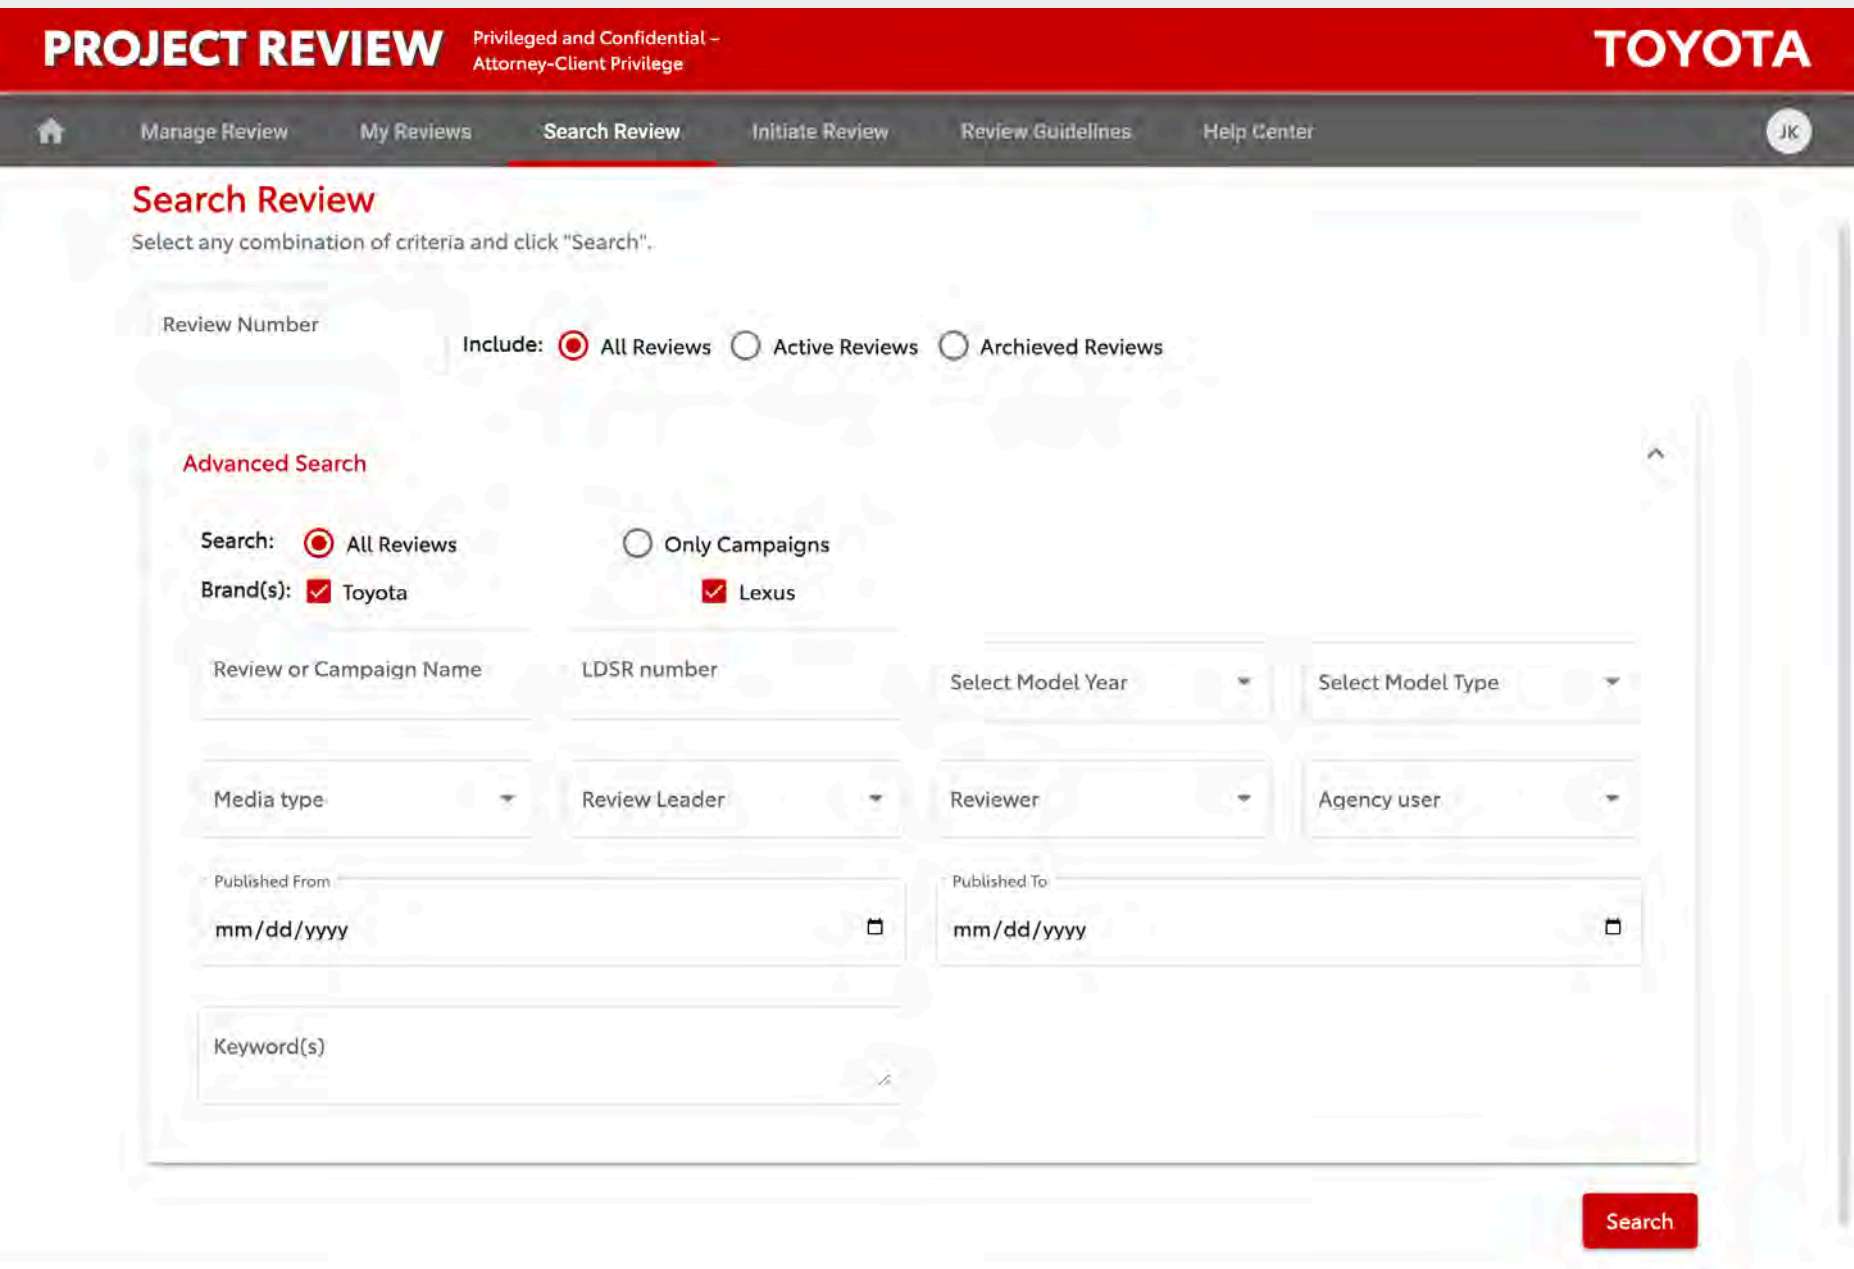 PROJECT REVIEW
Privileged and Confidential –
Attorney-Client Privilege
TOYOTA
Manage Review My Reviews Search Review Initiate Review Review Guidelines Help Center JK
Search Review
Select any combination of criteria and click "Search".
Review Number
Include: All Reviews Active Reviews Archieved Reviews
Advanced Search
Search: All Reviews Only Campaigns
Brand(s): Toyota Lexus
Review or Campaign Name LDSR number Select Model Year Select Model Type
Media type Review Leader Reviewer Agency user
Published From Published To
mm/dd/yyyy mm/dd/yyyy
Keyword(s)
Search